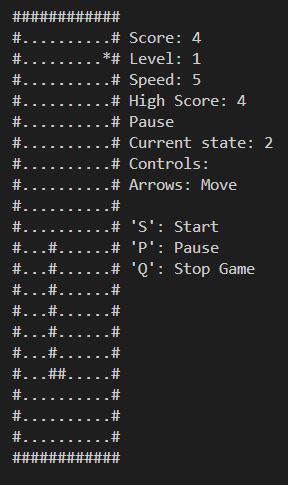 ############
#..........# Score: 4
#.........*# Level: 1
#..........# Speed: 5
#..........# High Score: 4
#..........# Pause
#..........# Current state: 2
#..........# Controls:
#..........# Arrows: Move
#..........#
#..........# 'S': Start
#...#......# 'P': Pause
#...#......# 'Q': Stop Game
#...#......#
#...#......#
#...#......#
#...#......#
#...##.....#
#..........#
#..........#
#..........#
############